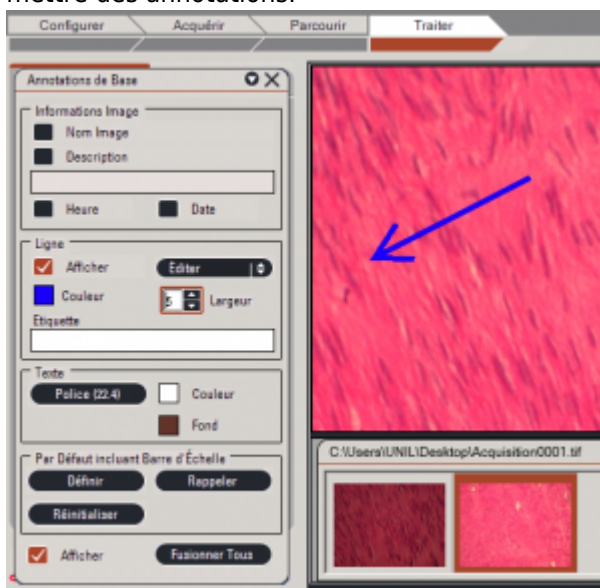 mettre des annotations.
Configurer Acquérir Parcourir Traiter
Annotations de Base
Informations Image
Nom Image
Description
Heure Date
Ligne
Afficher Editer
Couleur 5 Largeur
Etiquette
Texte
Police (22.4) Couleur
Fond
Par Défaut incluant Barre d'Échelle
Définir Rappeler
Réinitialiser
Afficher Fusionner Tous
C:\Users\UNIL\Desktop\Acquisition0001.tif